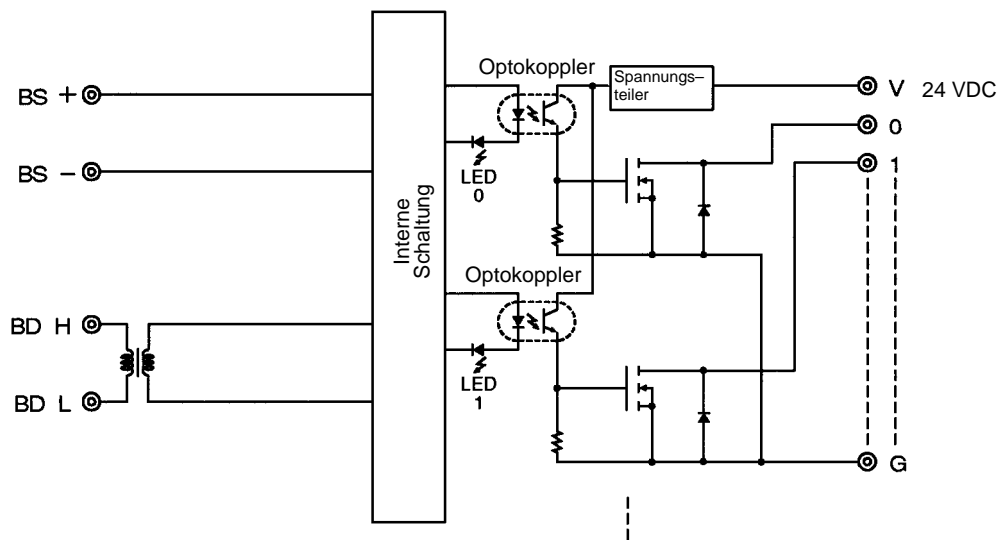 Optokoppler
Spannungs–
teiler
V 24 VDC
BS +
0
1
BS –
LED
0
Interne
Schaltung
Optokoppler
BD H
LED
1
BD L
G